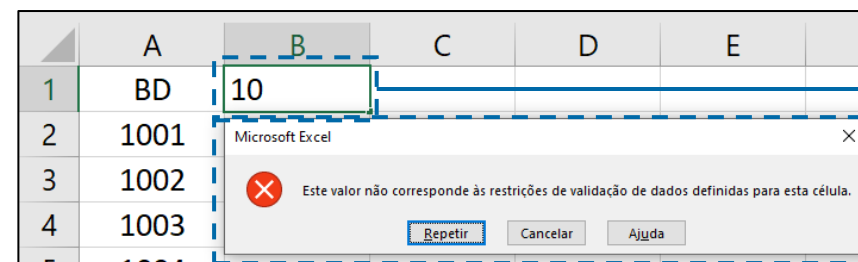 A B C D E
1 BD 10
2 1001
Microsoft Excel
3 1002
Este valor não corresponde às restrições de validação de dados definidas para esta célula.
4 1003
Repetir Cancelar Ajuda